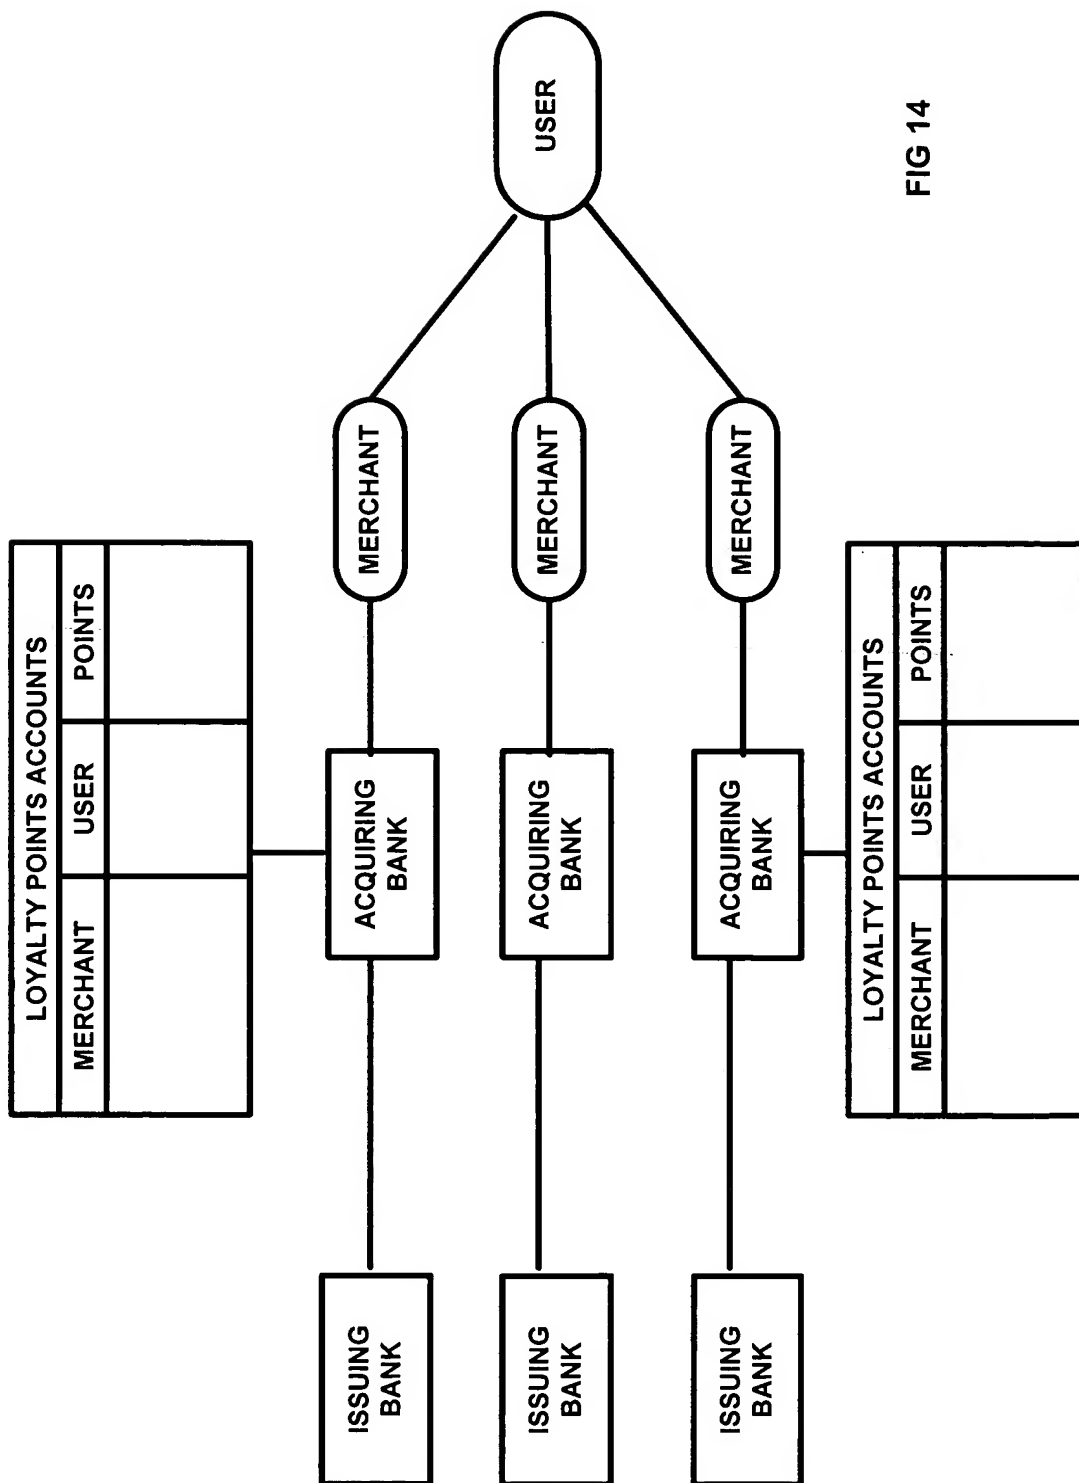 LOYALTY POINTS ACCOUNTS
MERCHANT USER POINTS
ISSUING
BANK
ACQUIRING
BANK
MERCHANT
ISSUING
BANK
ACQUIRING
BANK
MERCHANT
USER
ISSUING
BANK
ACQUIRING
BANK
MERCHANT
LOYALTY POINTS ACCOUNTS
MERCHANT USER POINTS
FIG 14